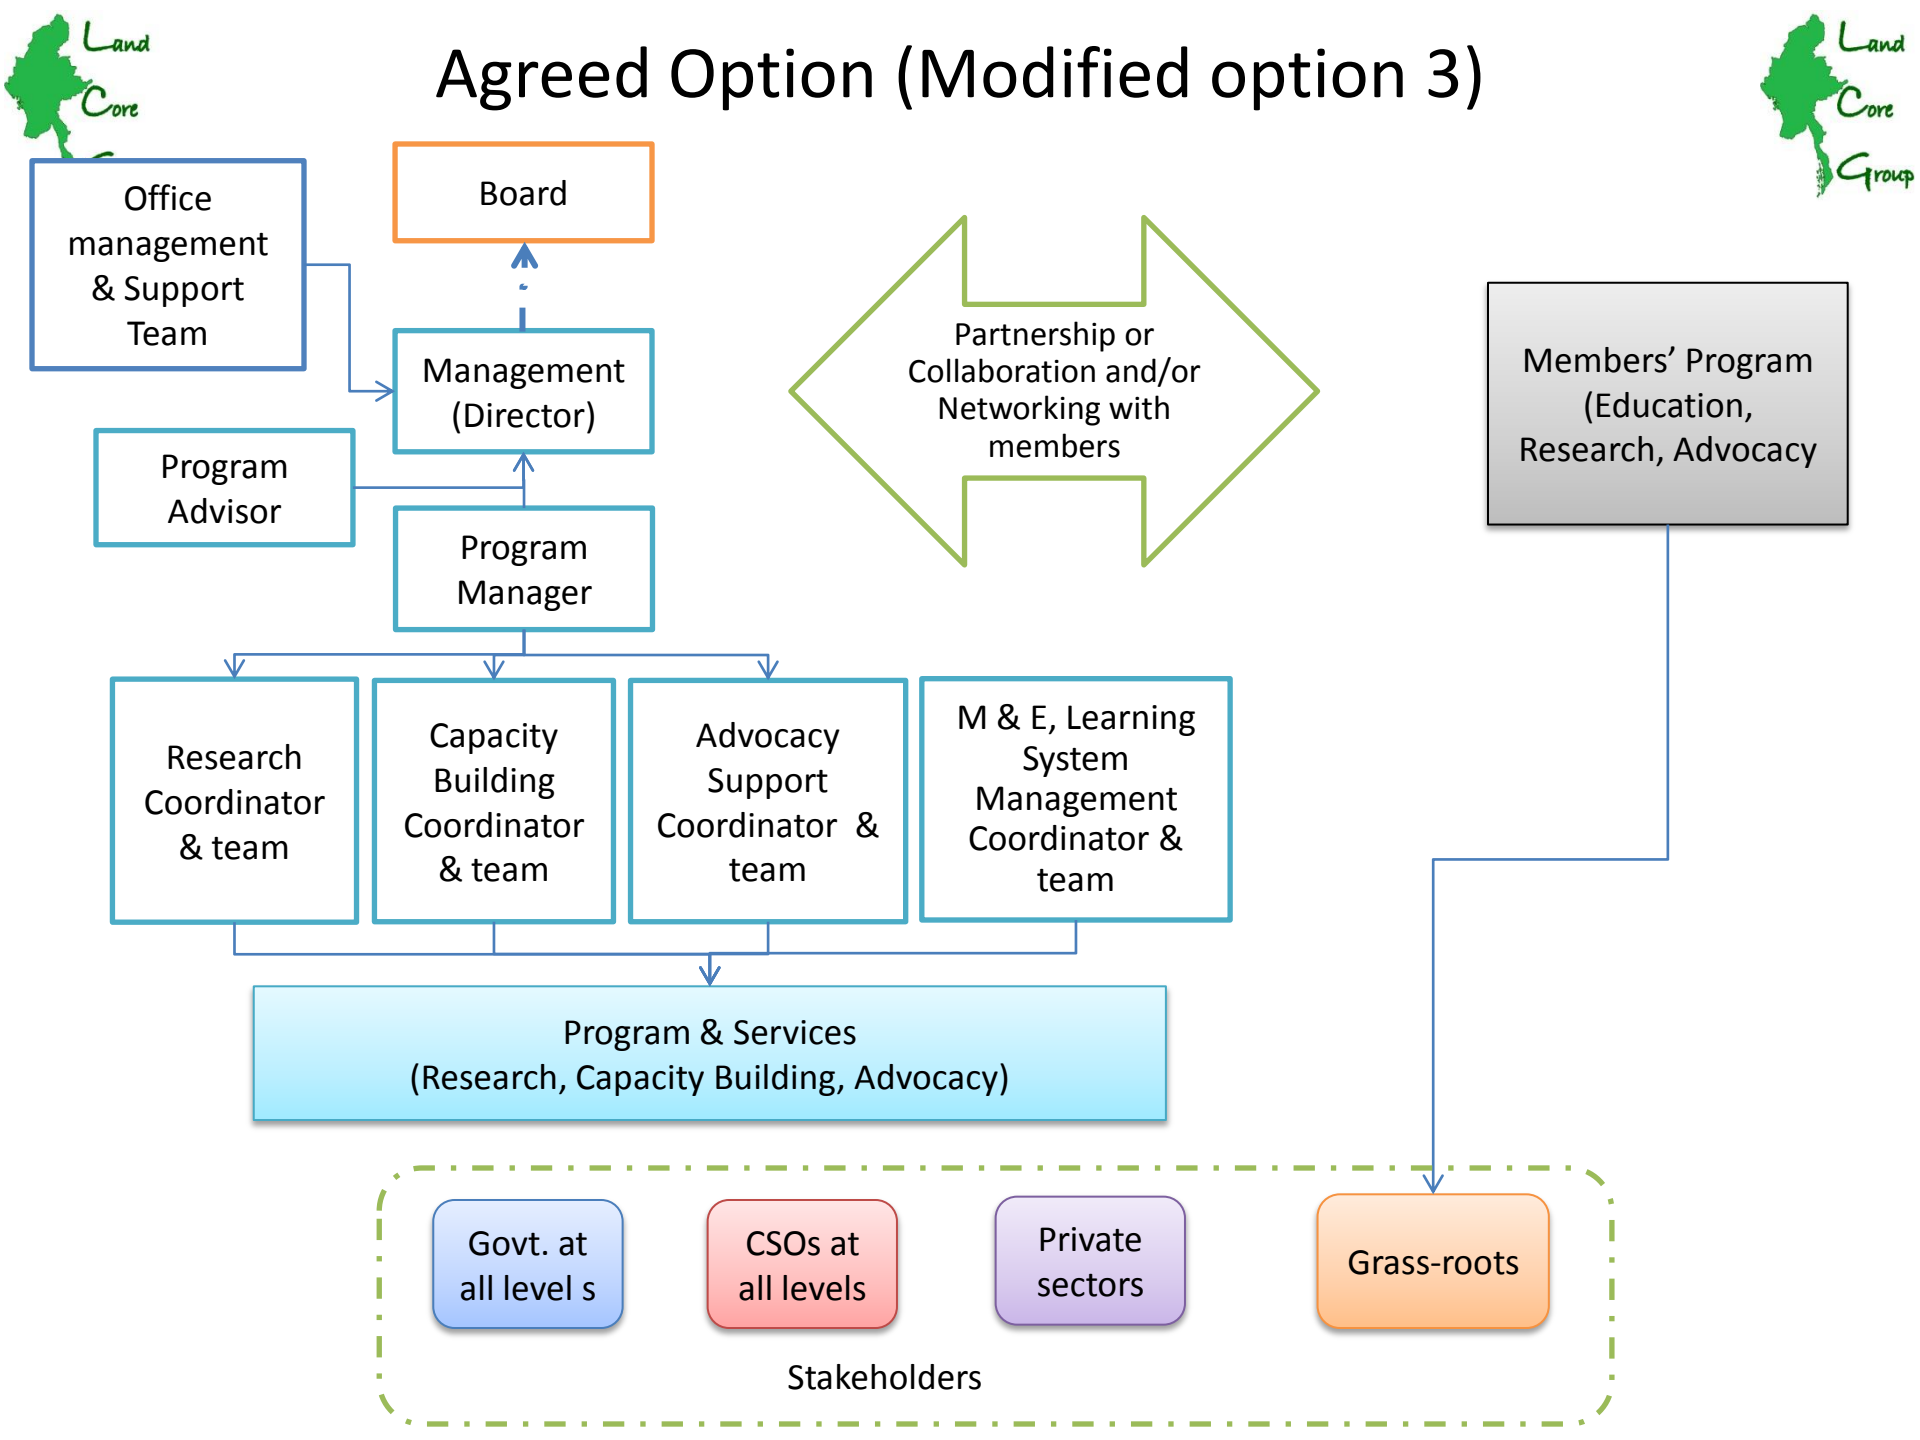 Land
Core
Agreed Option (Modified option 3)
Land
Core
Group
Office
management
& Support
Team
Board
Management
(Director)
Program
Advisor
Program
Manager
Partnership or
Collaboration and/or
Networking with
members
Members’ Program
(Education,
Research, Advocacy
Research
Coordinator
& team
Capacity
Building
Coordinator
& team
Advocacy
Support
Coordinator &
team
M & E, Learning
System
Management
Coordinator &
team
Program & Services
(Research, Capacity Building, Advocacy)
Govt. at
all level s
CSOs at
all levels
Private
sectors
Grass-roots
Stakeholders